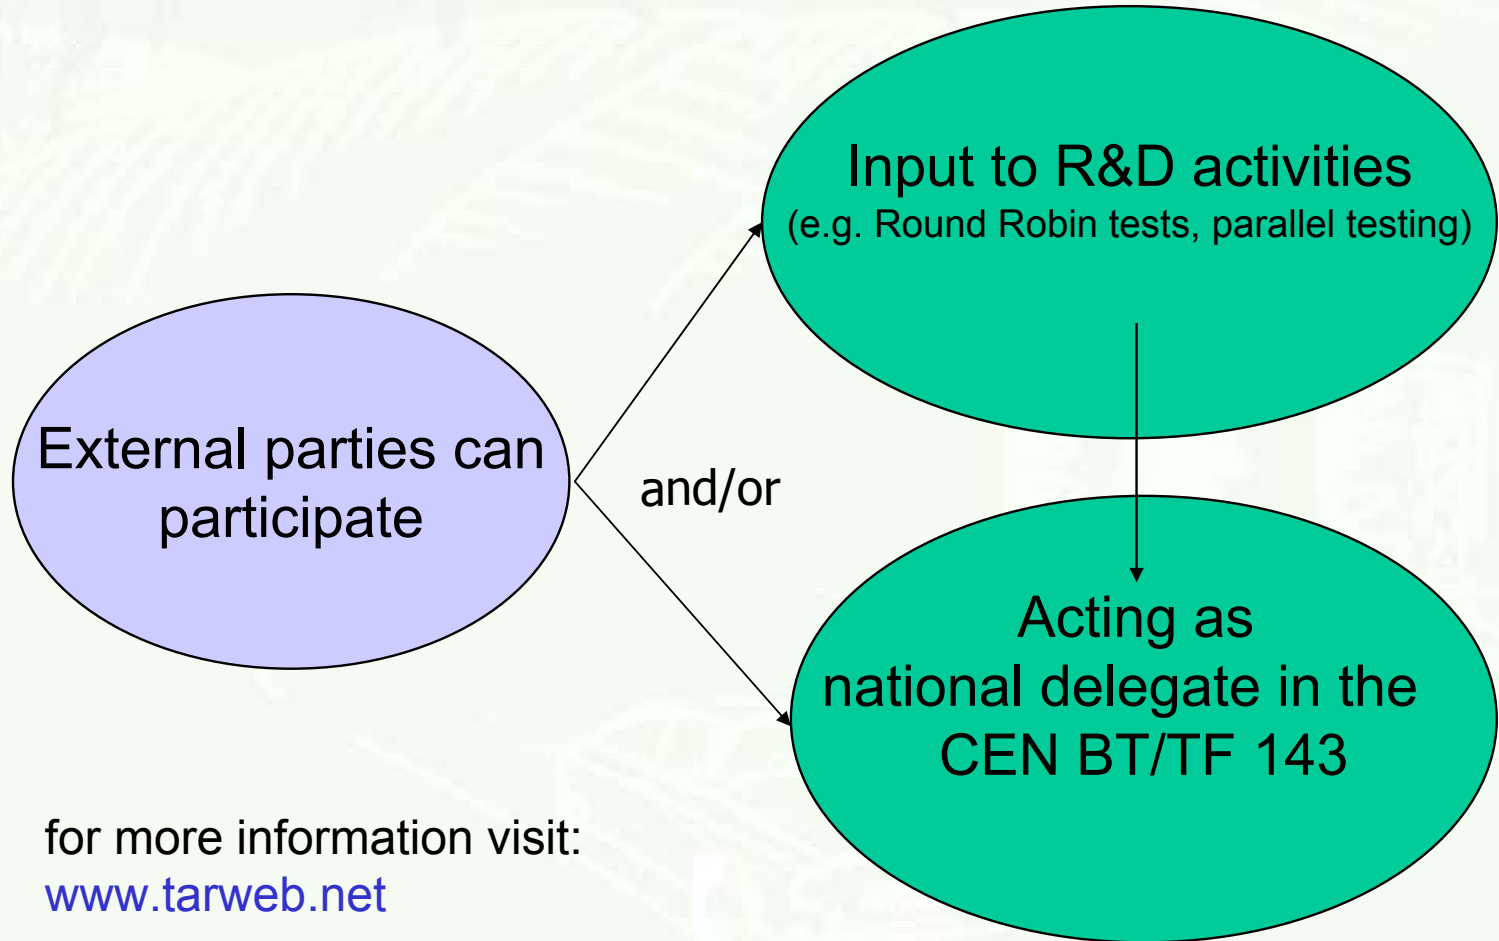 Input to R&D activities
(e.g. Round Robin tests, parallel testing)
External parties can
participate
and/or
Acting as
national delegate in the
CEN BT/TF 143
for more information visit:
www.tarweb.net